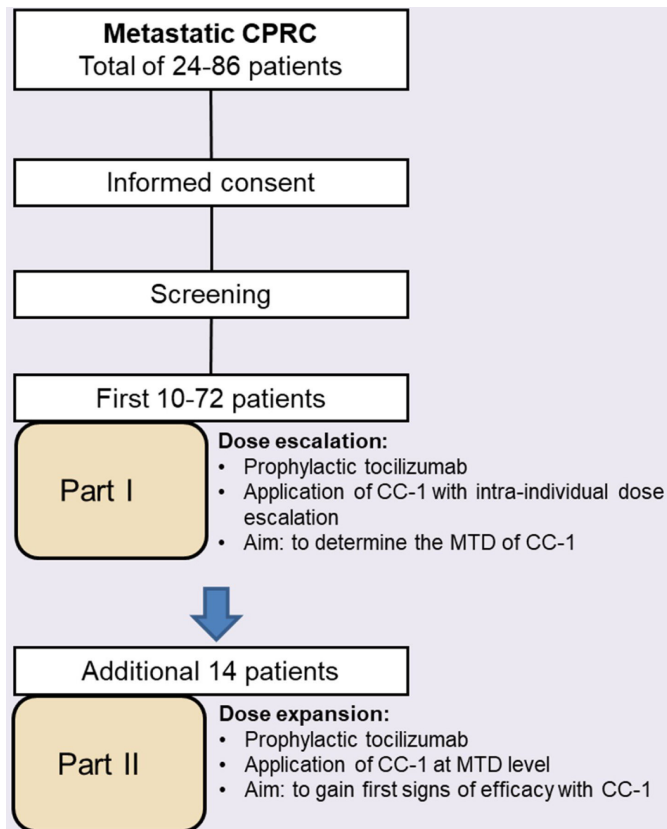 Metastatic CPRC
Total of 24-86 patients
Informed consent
Screening
First 10-72 patients
Part I
Dose escalation:
• Prophylactic tocilizumab
• Application of CC-1 with intra-individual dose
escalation
• Aim: to determine the MTD of CC-1
Additional 14 patients
Part II
Dose expansion:
• Prophylactic tocilizumab
• Application of CC-1 at MTD level
• Aim: to gain first signs of efficacy with CC-1